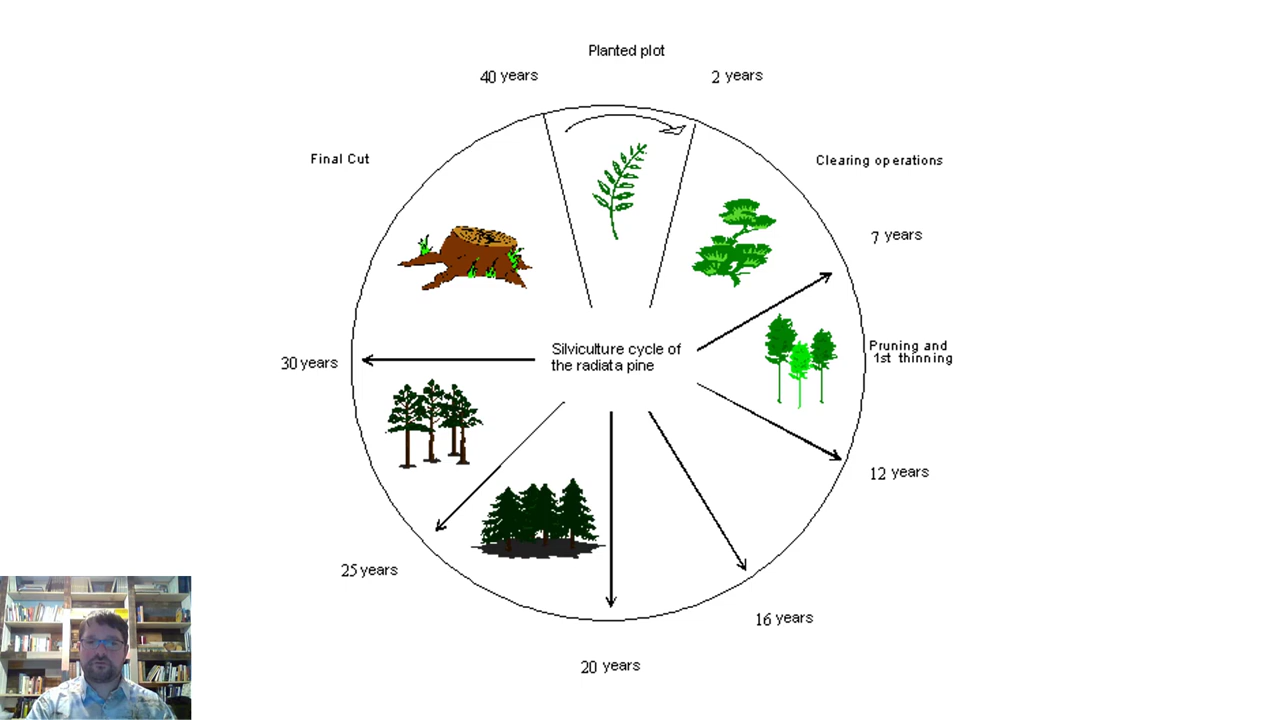 Planted plot
40 years
2 years
Final Cut
Clearing operations
7 years
Silviculture cycle of
the radiata pine
Pruning and
1st thinning
30 years
12 years
25 years
16 years
20 years